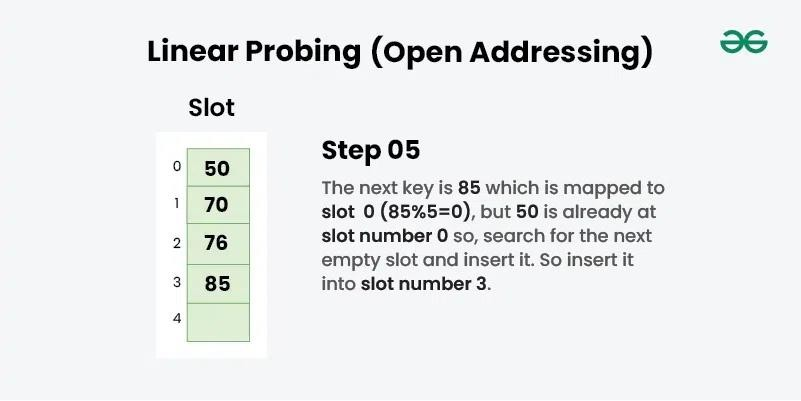 Linear Probing (Open Addressing)
Slot
0 50
1 70
2 76
3 85
4
Step 05
The next key is 85 which is mapped to
slot 0 (85%5=0), but 50 is already at
slot number 0 so, search for the next
empty slot and insert it. So insert it
into slot number 3.